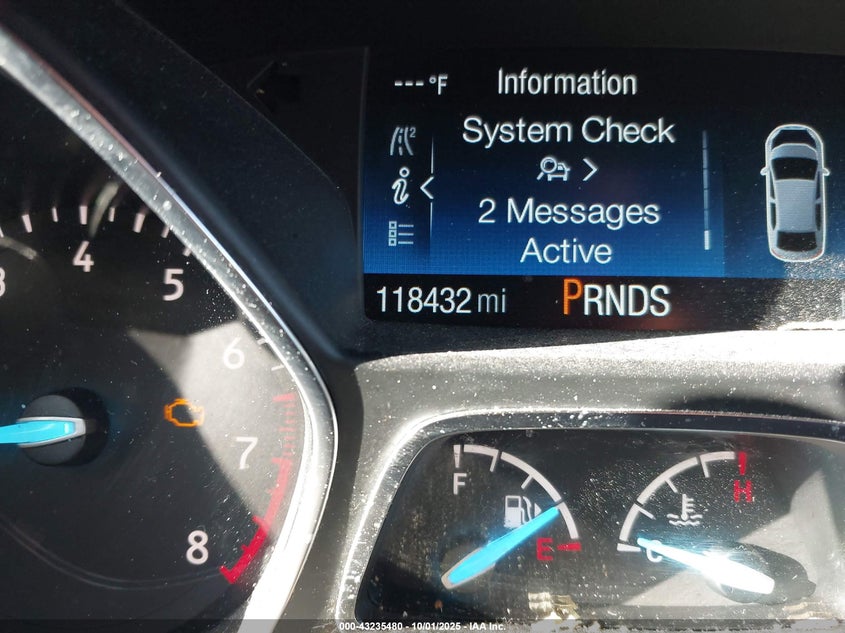 ---°F Information
System Check
2 Messages
Active
118432 mi PRNDS
3
4
5
6
7
8
F
E
C
H
000-43235480 - 10/01/2025 - IAA Inc.